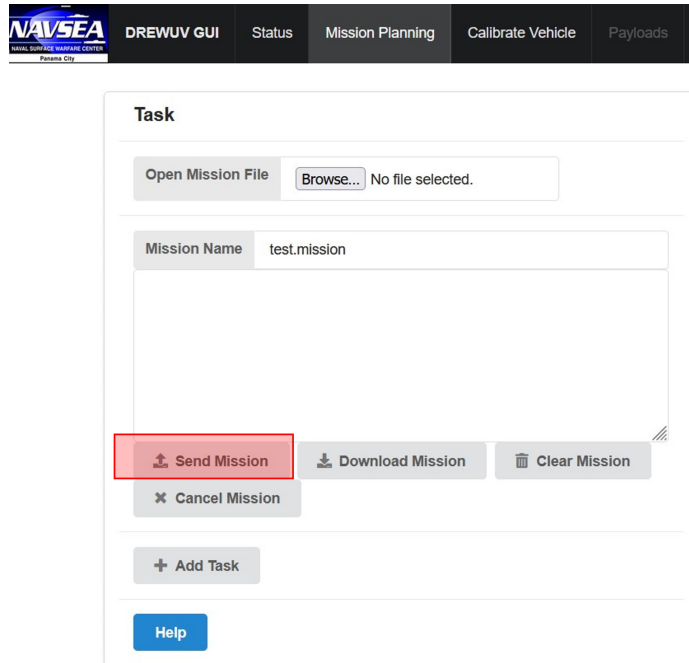 NAVSEA
NAVAL SURFACE WARFARE CENTER
Panama City
DREWUV GUI Status Mission Planning Calibrate Vehicle Payloads
Task
Open Mission File Browse... No file selected.
Mission Name test.mission
Send Mission Download Mission Clear Mission
Cancel Mission
Add Task
Help